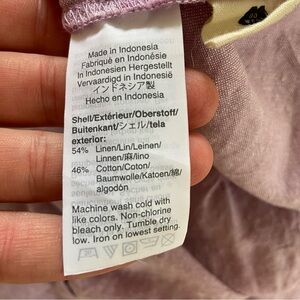 Made in Indonesia
Fabriqué en Indonésie
In Indonesien Hergestellt
Vervaardigd in Indonesië
インドネシア製
Hecho en Indonesia
Shell/Extérieur/Oberstoff/
Buitenkant/シェル/tela
exterior:
54% Linen/Lin/Leinen/
Linnen/麻/lino
46% Cotton/Coton/
Baumwolle/Katoen/綿/
algodón
Machine wash cold with
like colors. Non-chlorine
bleach only. Tumble dry
low. Iron on lowest setting.